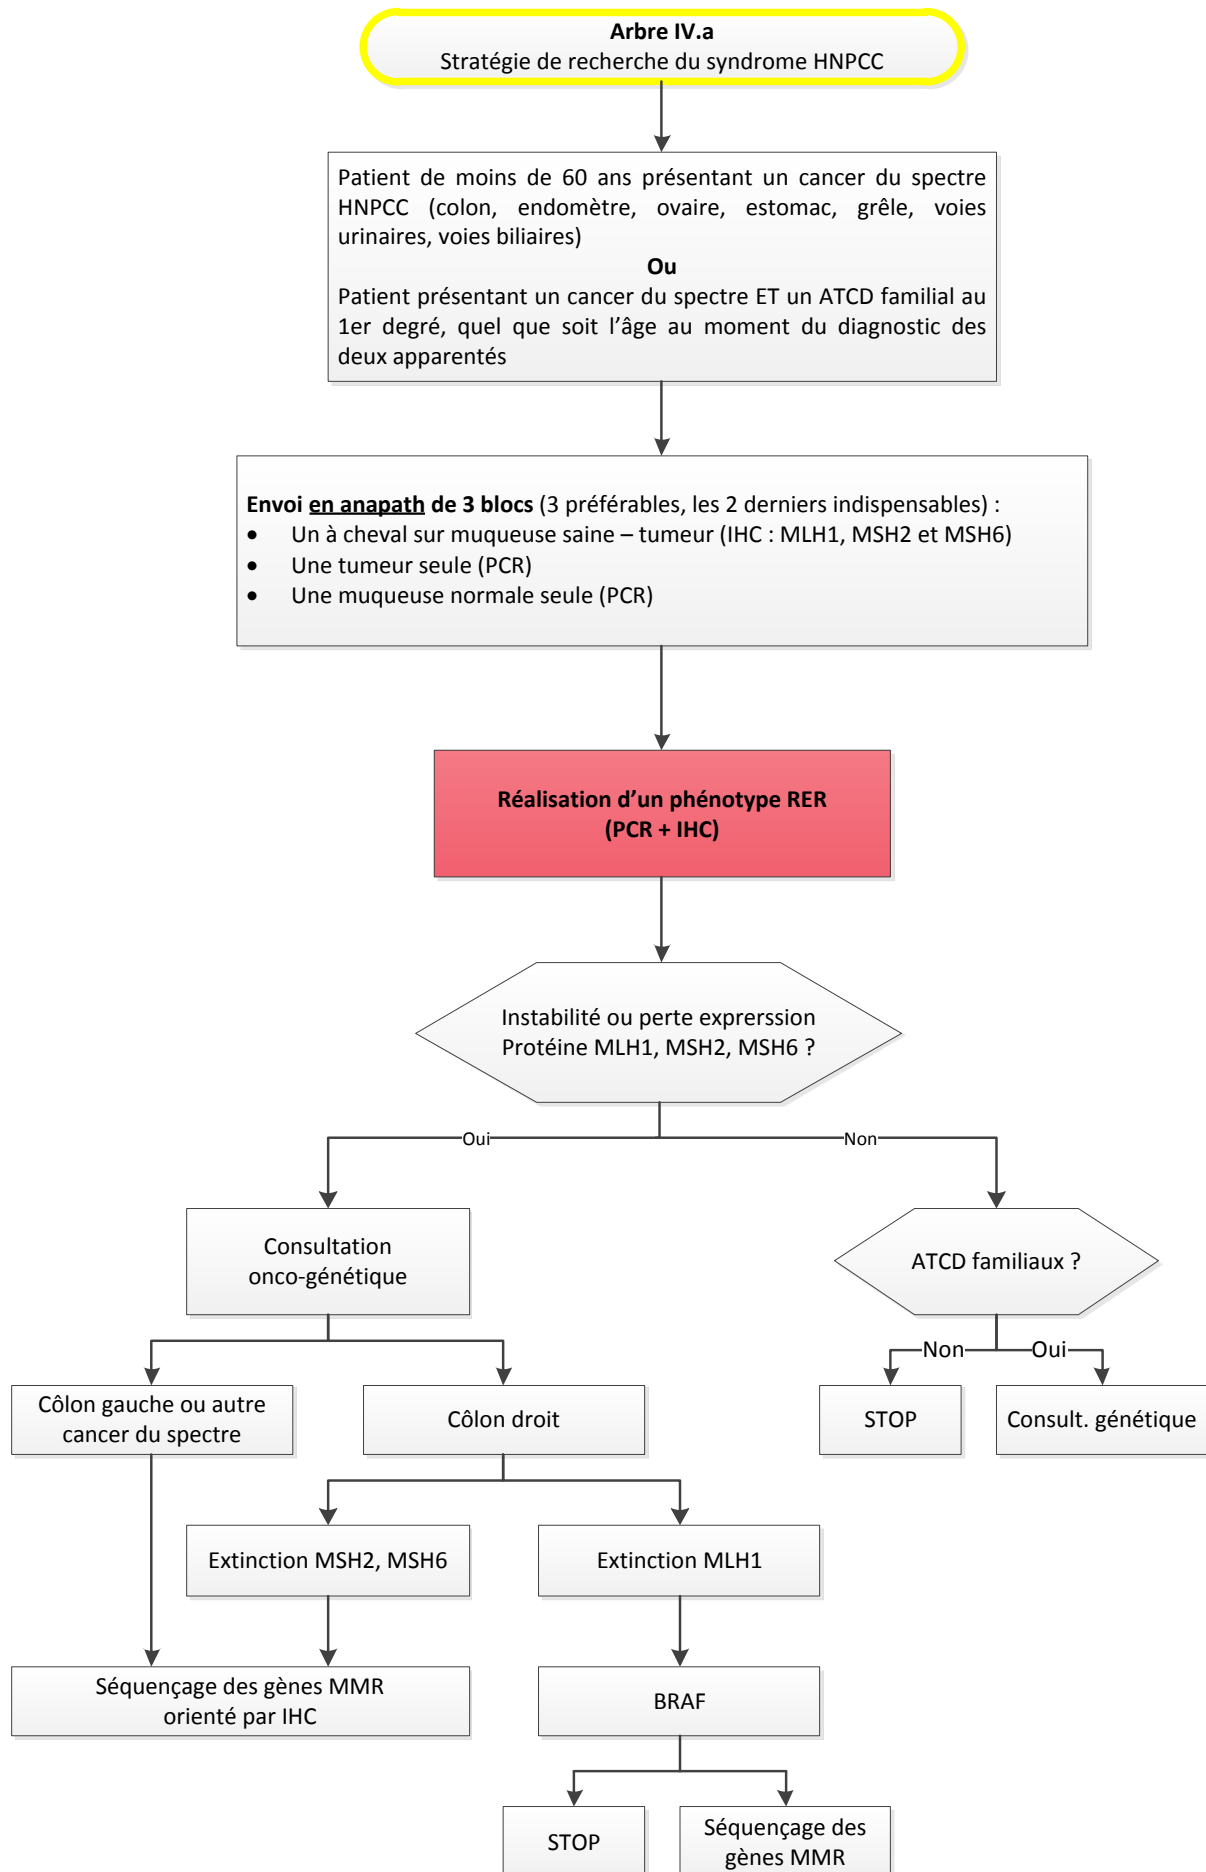 Arbre IV.a
Stratégie de recherche du syndrome HNPCC
Patient de moins de 60 ans présentant un cancer du spectre
HNPCC (colon, endomètre, ovaire, estomac, grêle, voies
urinaires, voies biliaires)
Ou
Patient présentant un cancer du spectre ET un ATCD familial au
1er degré, quel que soit l’âge au moment du diagnostic des
deux apparentés
Envoi en anapath de 3 blocs (3 préférables, les 2 derniers indispensables) :
• Un à cheval sur muqueuse saine – tumeur (IHC : MLH1, MSH2 et MSH6)
• Une tumeur seule (PCR)
• Une muqueuse normale seule (PCR)
Réalisation d’un phénotype RER
(PCR + IHC)
Instabilité ou perte exprerssion
Protéine MLH1, MSH2, MSH6 ?
Oui
Non
Consultation
onco-génétique
ATCD familiaux ?
Non
Oui
Côlon gauche ou autre
cancer du spectre
Côlon droit
STOP
Consult. génétique
Extinction MSH2, MSH6
Extinction MLH1
Séquençage des gènes MMR
orienté par IHC
BRAF
STOP
Séquençage des
gènes MMR